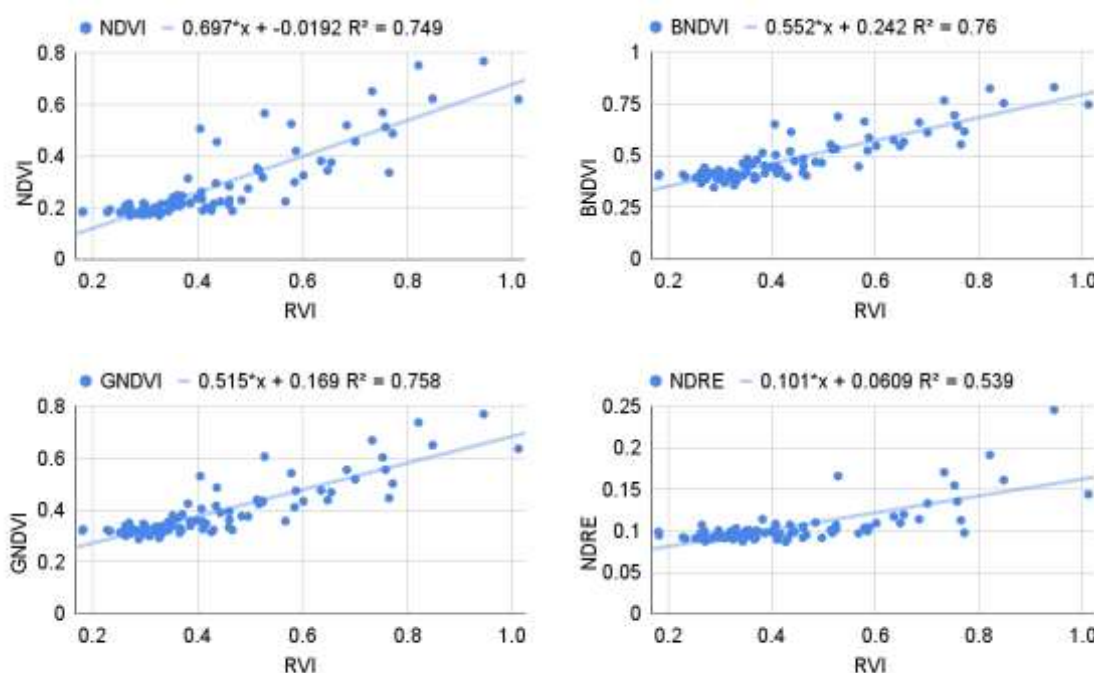 NDVI 0.697*x + -0.0192 R² = 0.749
0.8
0.6
0.4
0.2
0
NDVI
0.2 0.4 0.6 0.8 1.0
RVI
BNDVI 0.552*x + 0.242 R² = 0.76
1
0.75
0.5
0.25
0
BNDVI
0.2 0.4 0.6 0.8 1.0
RVI
GNDVI 0.515*x + 0.169 R² = 0.758
0.8
0.6
0.4
0.2
0
GNDVI
0.2 0.4 0.6 0.8 1.0
RVI
NDRE 0.101*x + 0.0609 R² = 0.539
0.25
0.2
0.15
0.1
0.05
0
NDRE
0.2 0.4 0.6 0.8 1.0
RVI